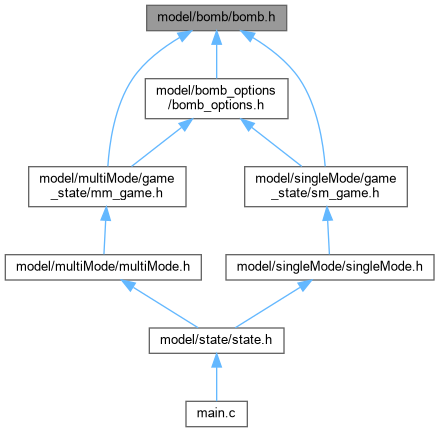 model/bomb/bomb.h
model/bomb_options
/bomb_options.h
model/multiMode/game
_state/mm_game.h
model/singleMode/game
_state/sm_game.h
model/multiMode/multiMode.h
model/singleMode/singleMode.h
model/state/state.h
main.c